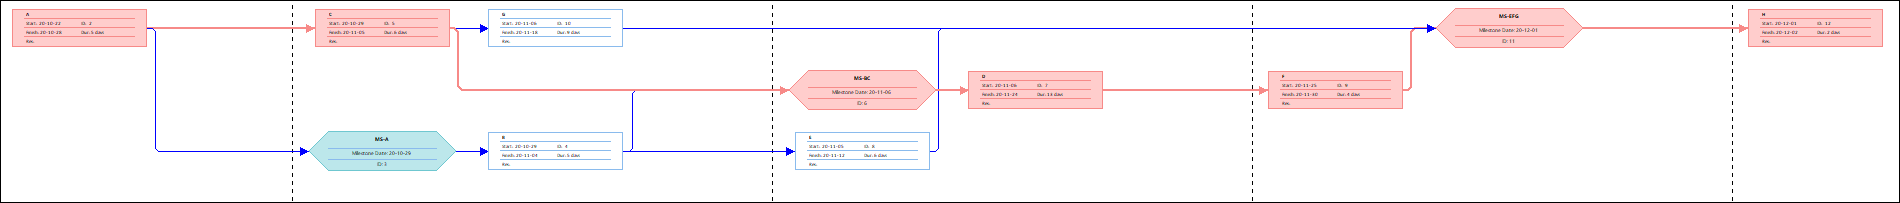 A
Start: 20-10-22 ID: 2
Finish: 20-10-28 Dur: 5 days
Res:
C
Start: 20-10-29 ID: 5
Finish: 20-11-05 Dur: 6 days
Res:
G
Start: 20-11-06 ID: 10
Finish: 20-11-18 Dur: 9 days
Res:
MS-EFG
Milestone Date: 20-12-01
ID: 11
H
Start: 20-12-01 ID: 12
Finish: 20-12-02 Dur: 2 days
Res:
MS-BC
Milestone Date: 20-11-06
ID: 6
D
Start: 20-11-06 ID: 7
Finish: 20-11-24 Dur: 13 days
Res:
F
Start: 20-11-25 ID: 9
Finish: 20-11-30 Dur: 4 days
Res:
MS-A
Milestone Date: 20-10-29
ID: 3
B
Start: 20-10-29 ID: 4
Finish: 20-11-04 Dur: 5 days
Res:
E
Start: 20-11-05 ID: 8
Finish: 20-11-12 Dur: 6 days
Res: